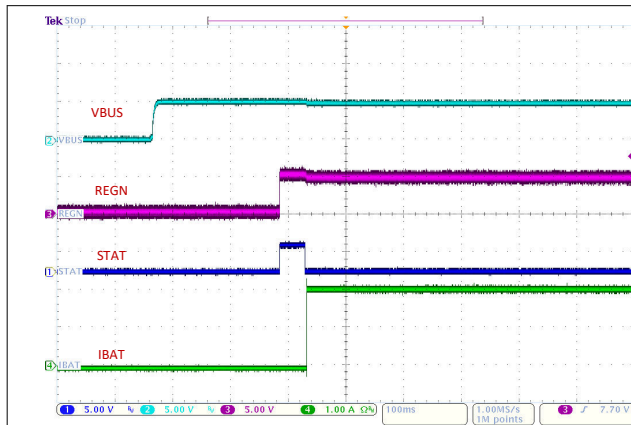 Tek Stop
VBUS
2 VBUS
REGN
3 REGN
STAT
1 STAT
IBAT
4 IBAT
1 5.00 V 2 5.00 V 3 5.00 V 4 1.00 A Ω 100ms 1.00MS/s 3 7.70 V
1M points